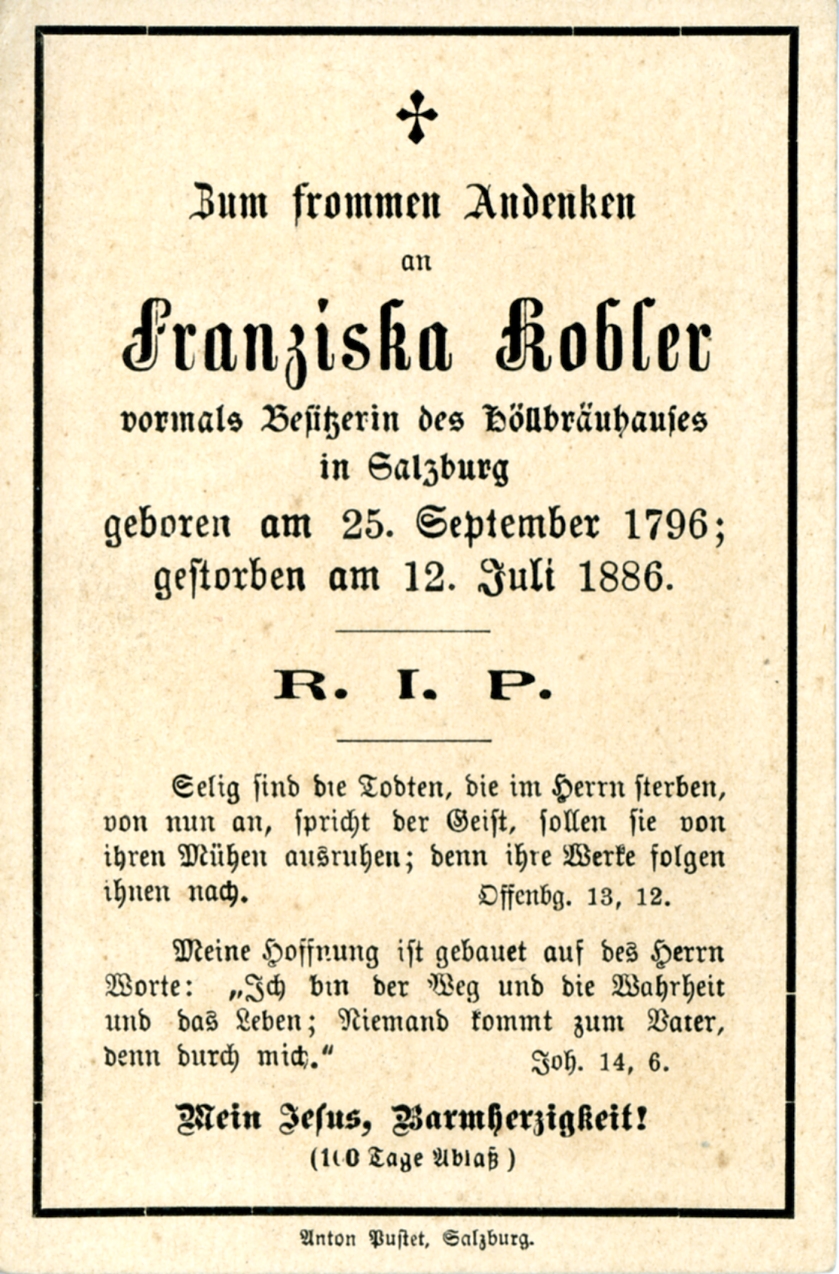 Zum frommen Andenken
an
Franziska Kobler
vormals Besitzerin des Höllbräuhauses
in Salzburg
geboren am 25. September 1796;
gestorben am 12. Juli 1886.
R. I. P.
Selig sind die Todten, die im Herrn sterben,
von nun an, spricht der Geist, sollen sie von
ihren Mühen ausruhen; denn ihre Werke folgen
ihnen nach. Offenbg. 13, 12.
Meine Hoffnung ist gebauet auf des Herrn
Worte: „Ich bin der Weg und die Wahrheit
und das Leben; Niemand kommt zum Vater,
denn durch mich.“ Joh. 14, 6.
Mein Jesus, Barmherzigkeit!
(100 Tage Ablaß)
Anton Pustet, Salzburg.